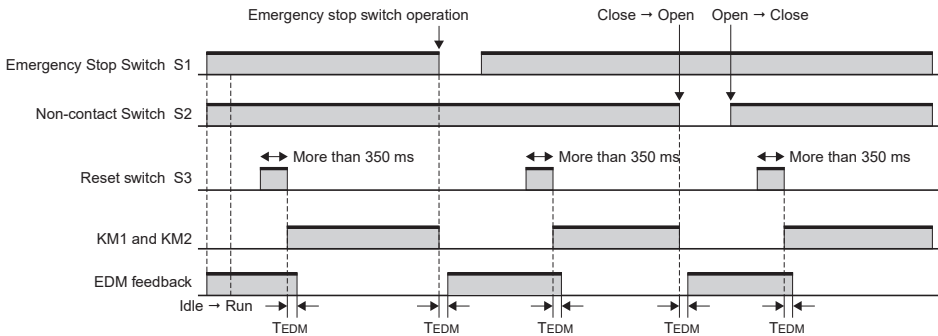 Emergency stop switch operation
Close → Open
Open → Close
Emergency Stop Switch S1
Non-contact Switch S2
More than 350 ms
More than 350 ms
More than 350 ms
Reset switch S3
KM1 and KM2
EDM feedback
Idle → Run
TEDM
TEDM
TEDM
TEDM
TEDM